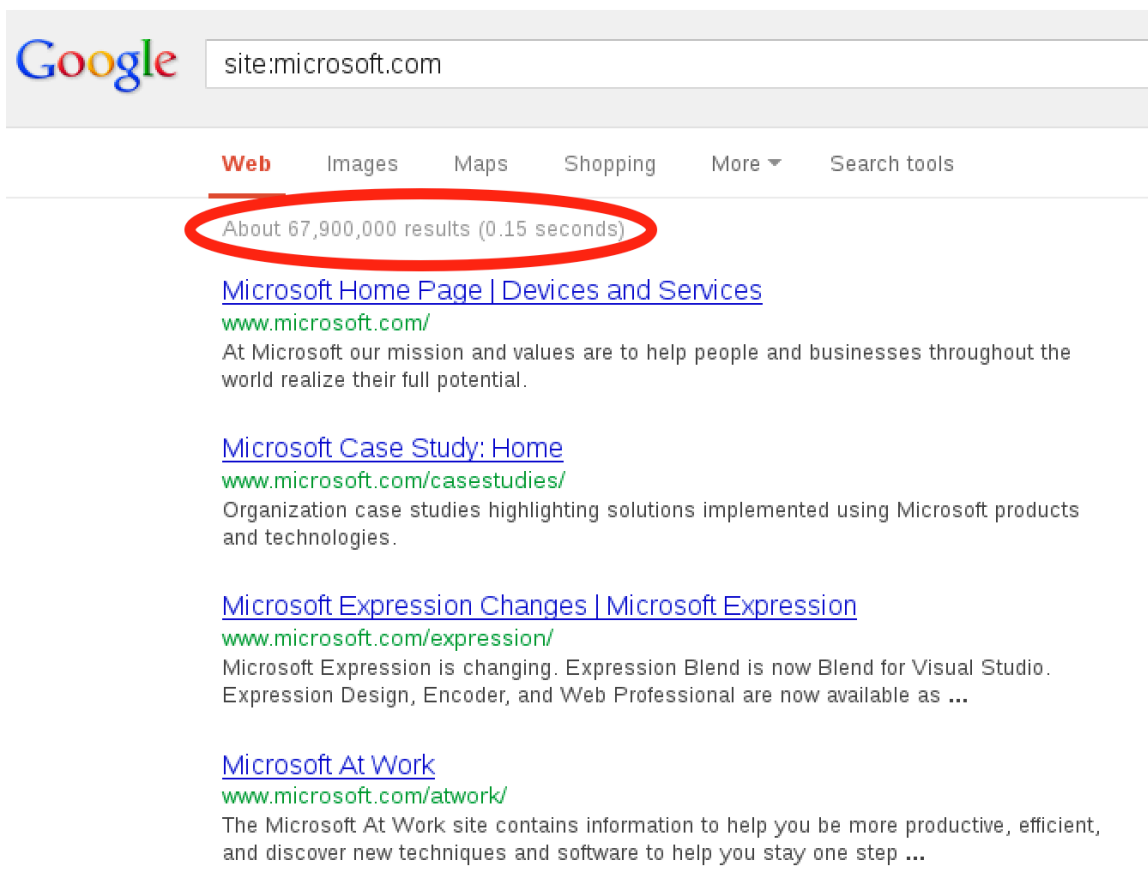 Google site:microsoft.com
Web Images Maps Shopping More Search tools
About 67,900,000 results (0.15 seconds)
Microsoft Home Page | Devices and Services
www.microsoft.com/
At Microsoft our mission and values are to help people and businesses throughout the
world realize their full potential.
Microsoft Case Study: Home
www.microsoft.com/casestudies/
Organization case studies highlighting solutions implemented using Microsoft products
and technologies.
Microsoft Expression Changes | Microsoft Expression
www.microsoft.com/expression/
Microsoft Expression is changing. Expression Blend is now Blend for Visual Studio.
Expression Design, Encoder, and Web Professional are now available as ...
Microsoft At Work
www.microsoft.com/atwork/
The Microsoft At Work site contains information to help you be more productive, efficient,
and discover new techniques and software to help you stay one step ...